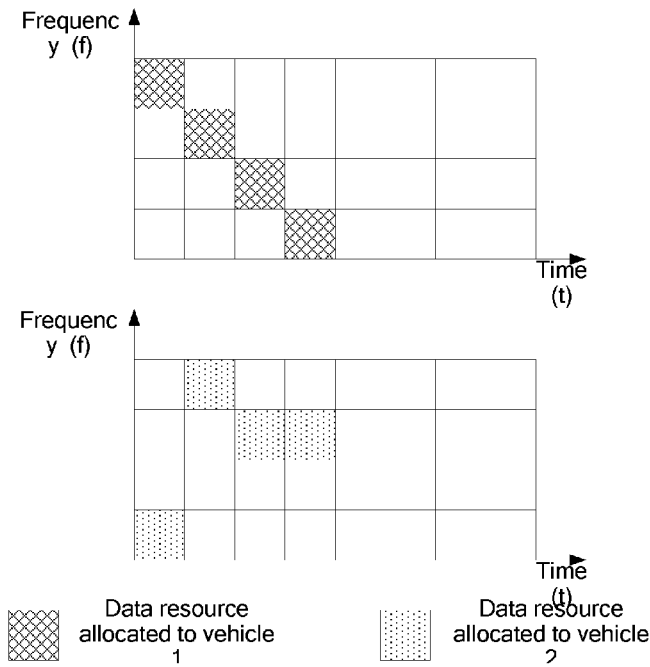 Frequenc
y (f)
Time
(t)
Frequenc
y (f)
Time
(t)
Data resource
allocated to vehicle
1
Data resource
allocated to vehicle
2